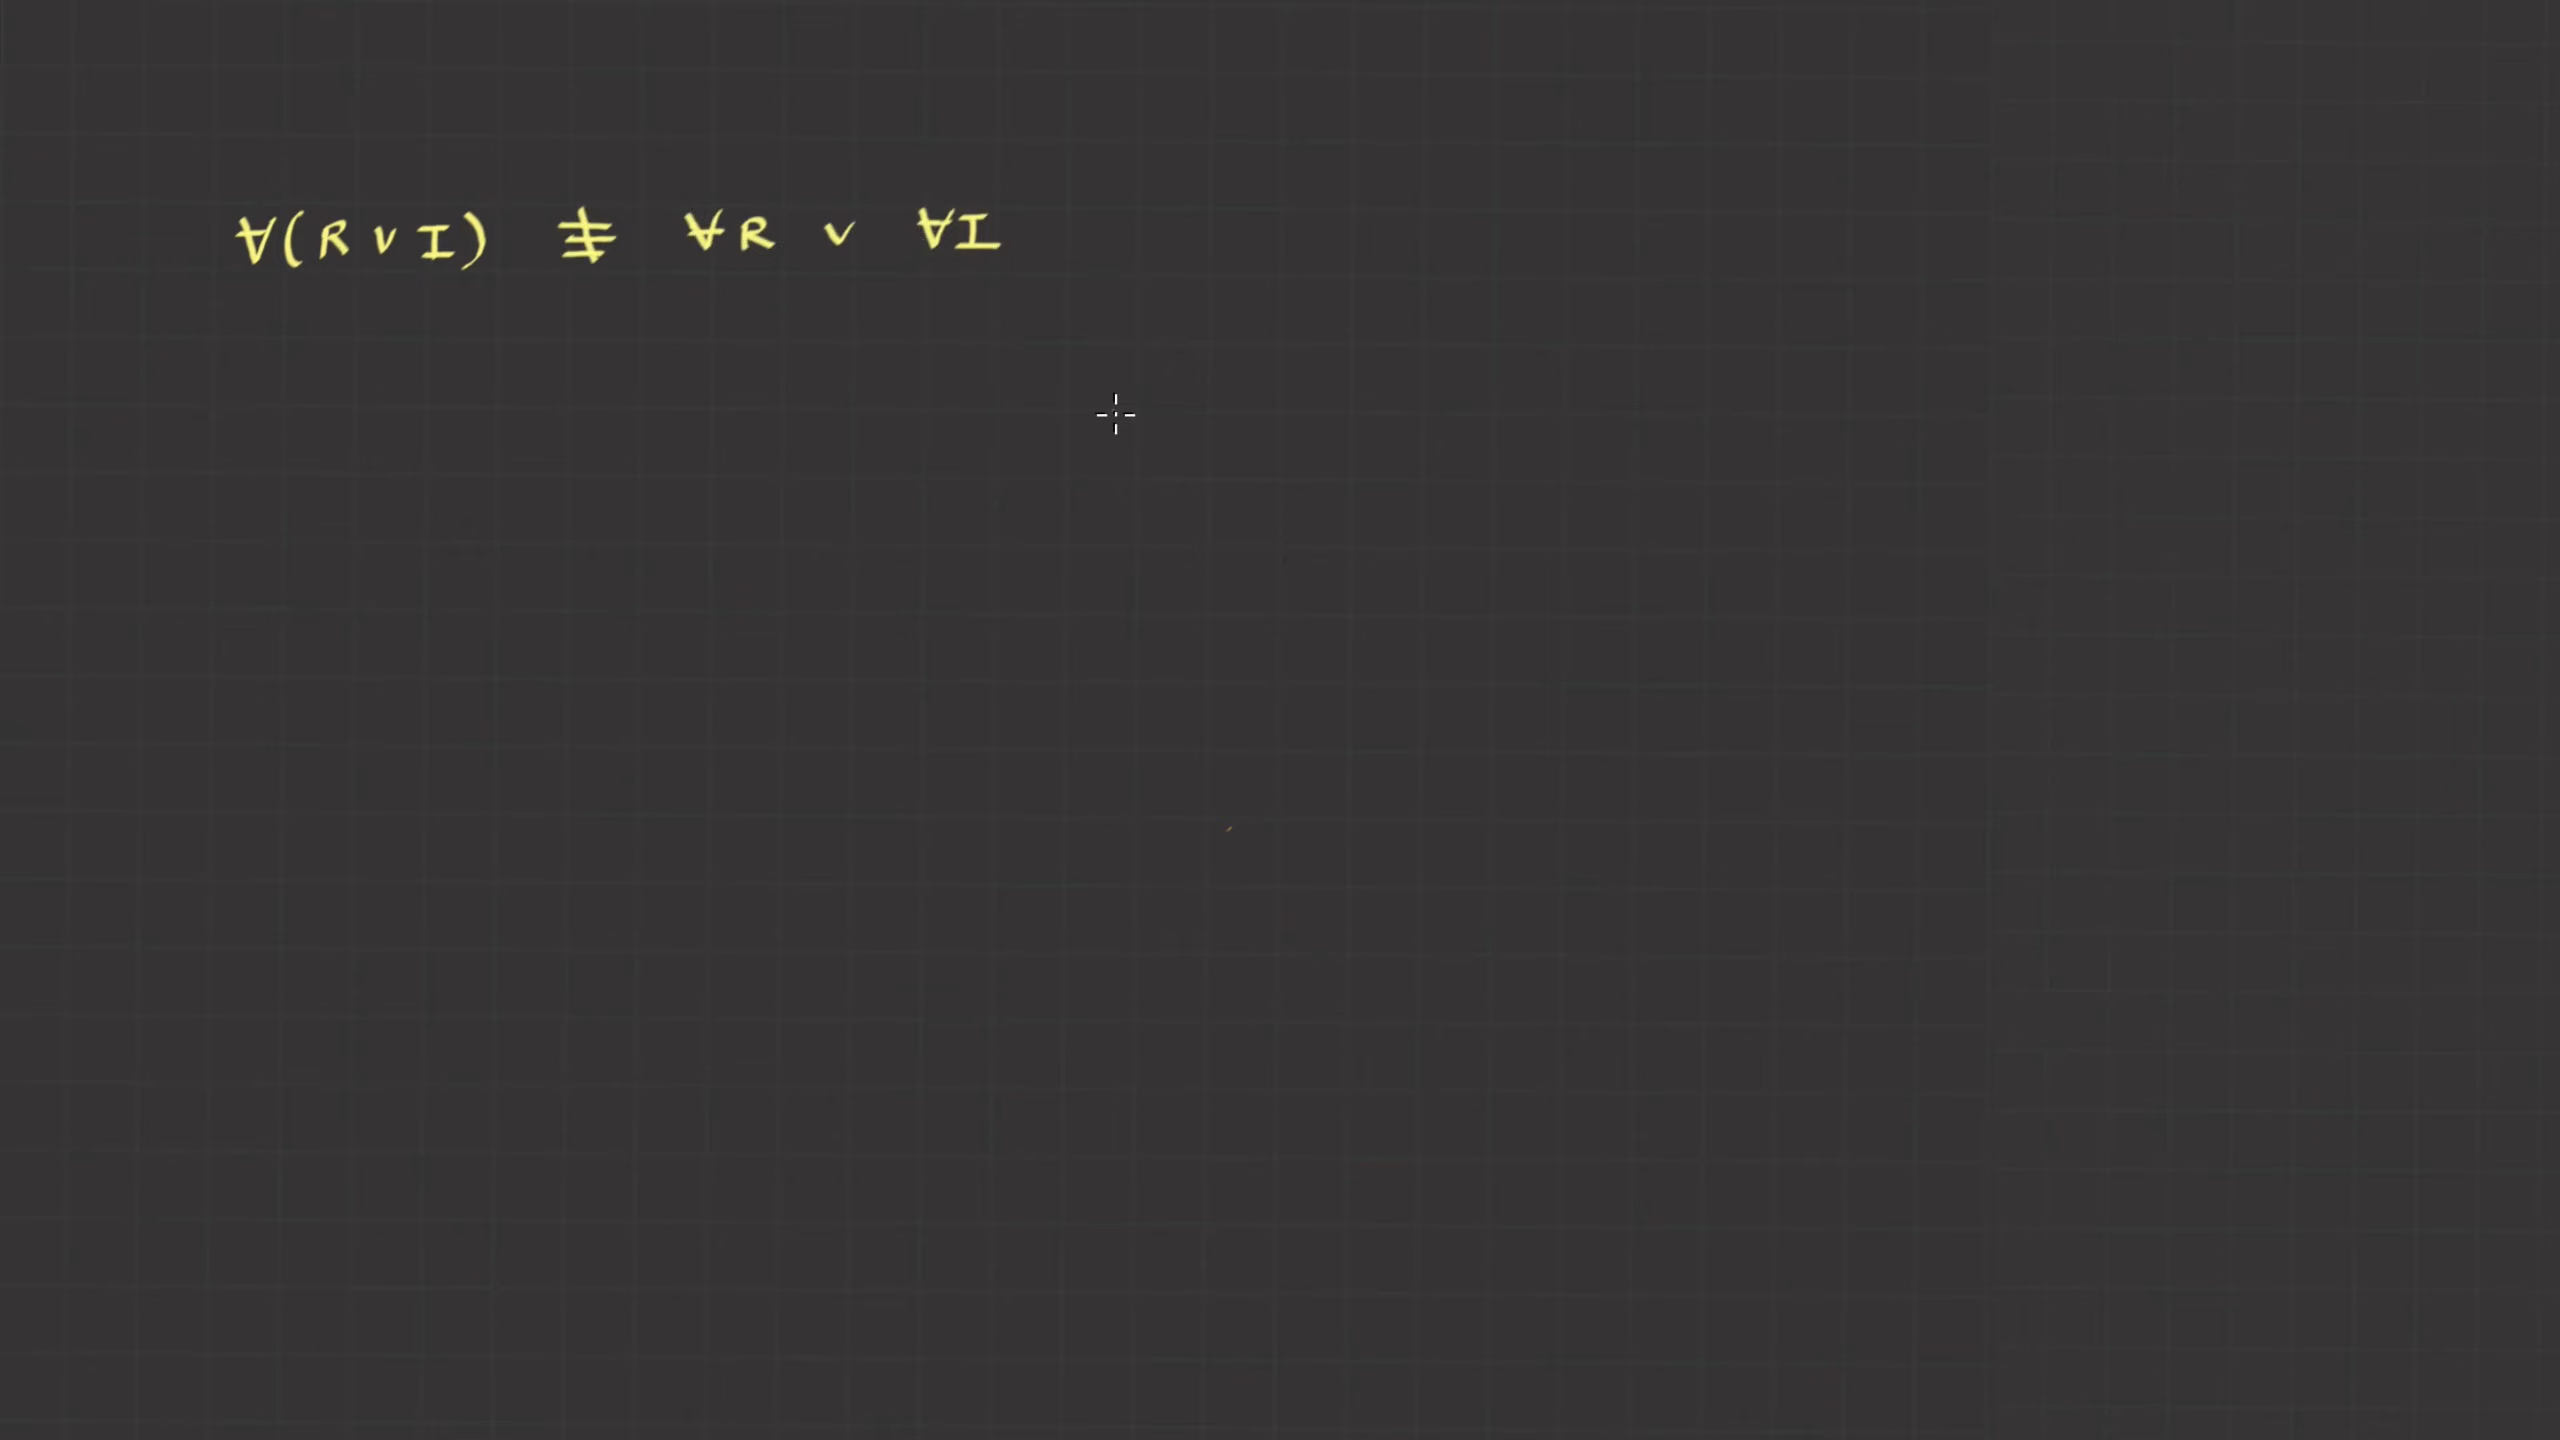 ∀(R ∨ I) ≢ ∀R ∨ ∀I